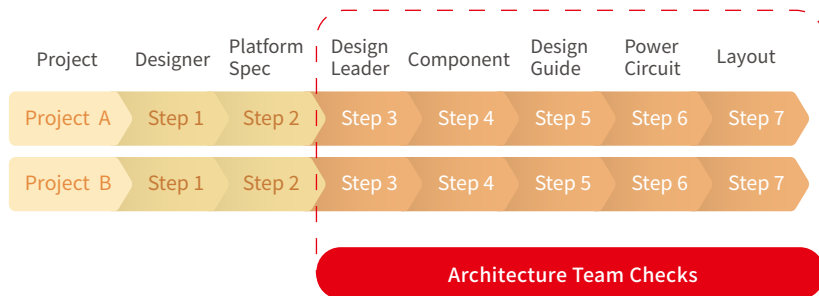 Project
Designer
Platform
Spec
Design
Leader
Component
Design
Guide
Power
Circuit
Layout
Project A
Step 1
Step 2
Step 3
Step 4
Step 5
Step 6
Step 7
Project B
Step 1
Step 2
Step 3
Step 4
Step 5
Step 6
Step 7
Architecture Team Checks